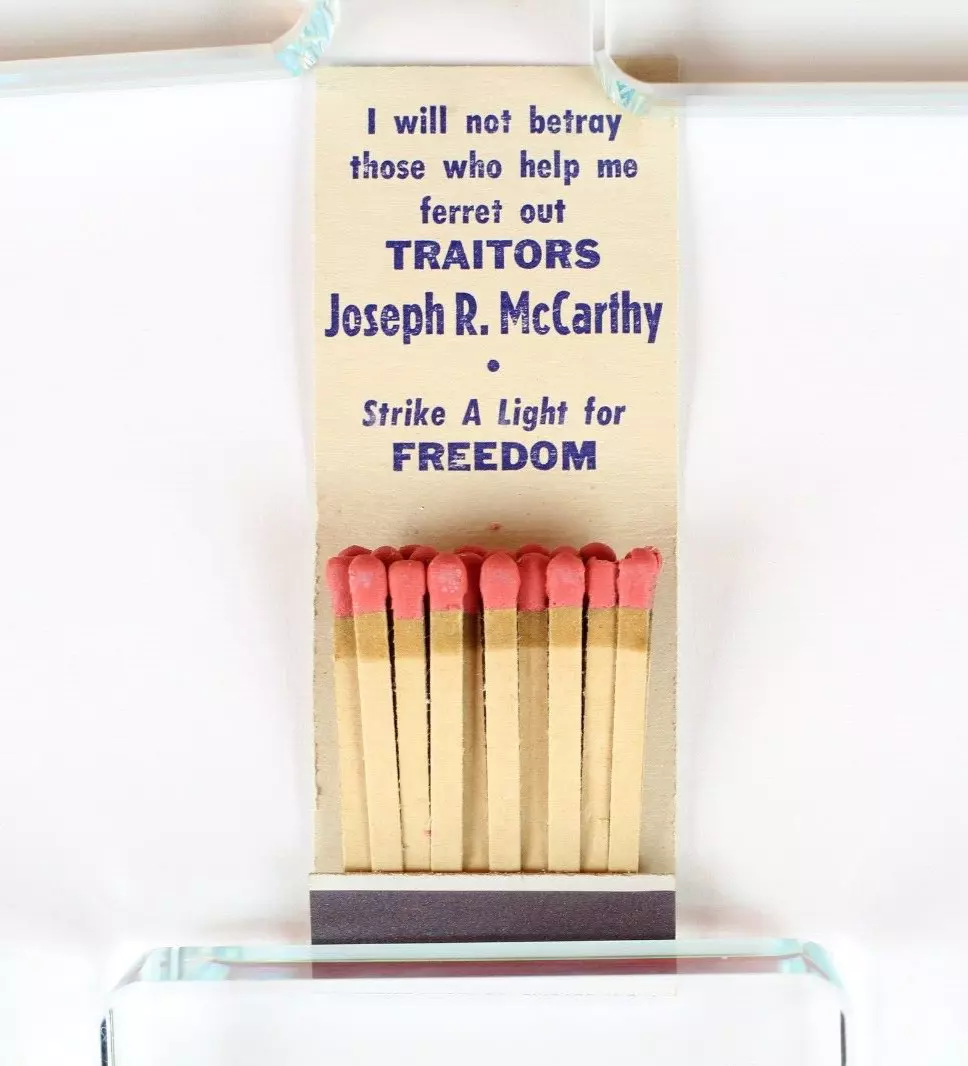 I will not betray
those who help me
ferret out
TRAITORS
Joseph R. McCarthy
•
Strike A Light for
FREEDOM